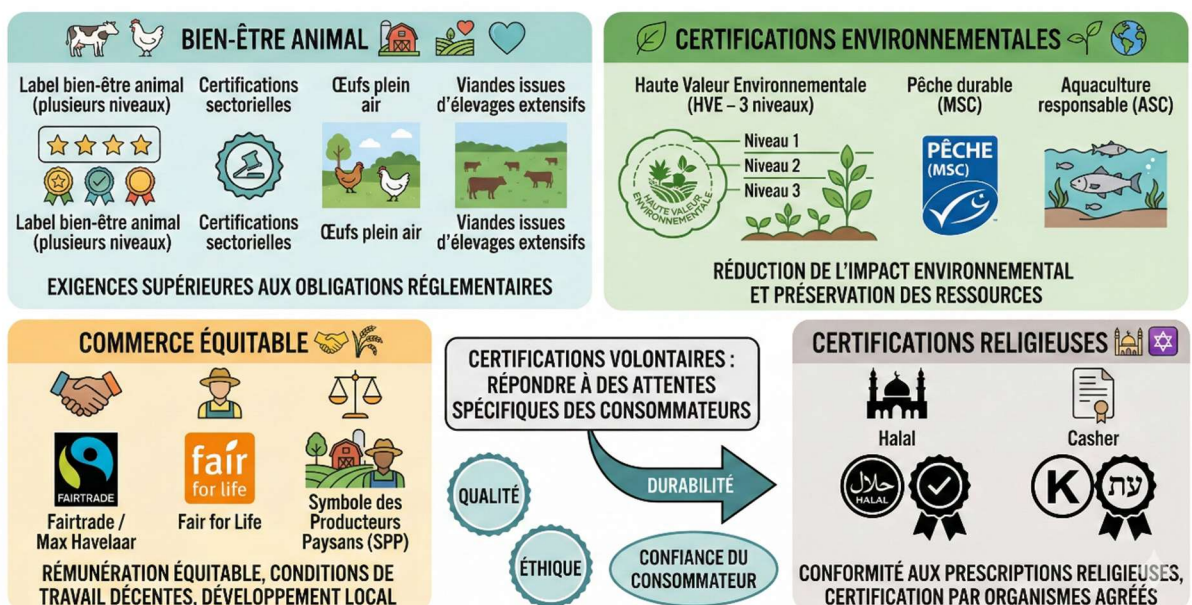 BIEN-ÊTRE ANIMAL
Label bien-être animal
(plusieurs niveaux)
Certifications
sectorielles
Œufs plein
air
Viandes issues
d'élevages extensifs
Label bien-être animal
(plusieurs niveaux)
Certifications
sectorielles
Œufs plein air
Viandes issues
d'élevages extensifs
EXIGENCES SUPÉRIEURES AUX OBLIGATIONS RÉGLEMENTAIRES
CERTIFICATIONS ENVIRONNEMENTALES
Haute Valeur Environnementale
(HVE – 3 niveaux)
Niveau 1
Niveau 2
Niveau 3
HAUTE VALEUR
ENVIRONNEMENTALE
Pêche durable
(MSC)
PÊCHE
(MSC)
Aquaculture
responsable (ASC)
RÉDUCTION DE L'IMPACT ENVIRONNEMENTAL
ET PRÉSERVATION DES RESSOURCES
COMMERCE ÉQUITABLE
FAIRTRADE
Fairtrade /
Max Havelaar
fair
for life
Fair for Life
Symbole des
Producteurs
Paysans (SPP)
RÉMUNÉRATION ÉQUITABLE, CONDITIONS DE
TRAVAIL DÉCENTES, DÉVELOPPEMENT LOCAL
CERTIFICATIONS VOLONTAIRES :
RÉPONDRE À DES ATTENTES
SPÉCIFIQUES DES CONSOMMATEURS
QUALITÉ
DURABILITÉ
ÉTHIQUE
CONFIANCE DU
CONSOMMATEUR
CERTIFICATIONS RELIGIEUSES
Halal
حلال
HALAL
Casher
K
עת
CONFORMITÉ AUX PRESCRIPTIONS RELIGIEUSES,
CERTIFICATION PAR ORGANISMES AGRÉÉS